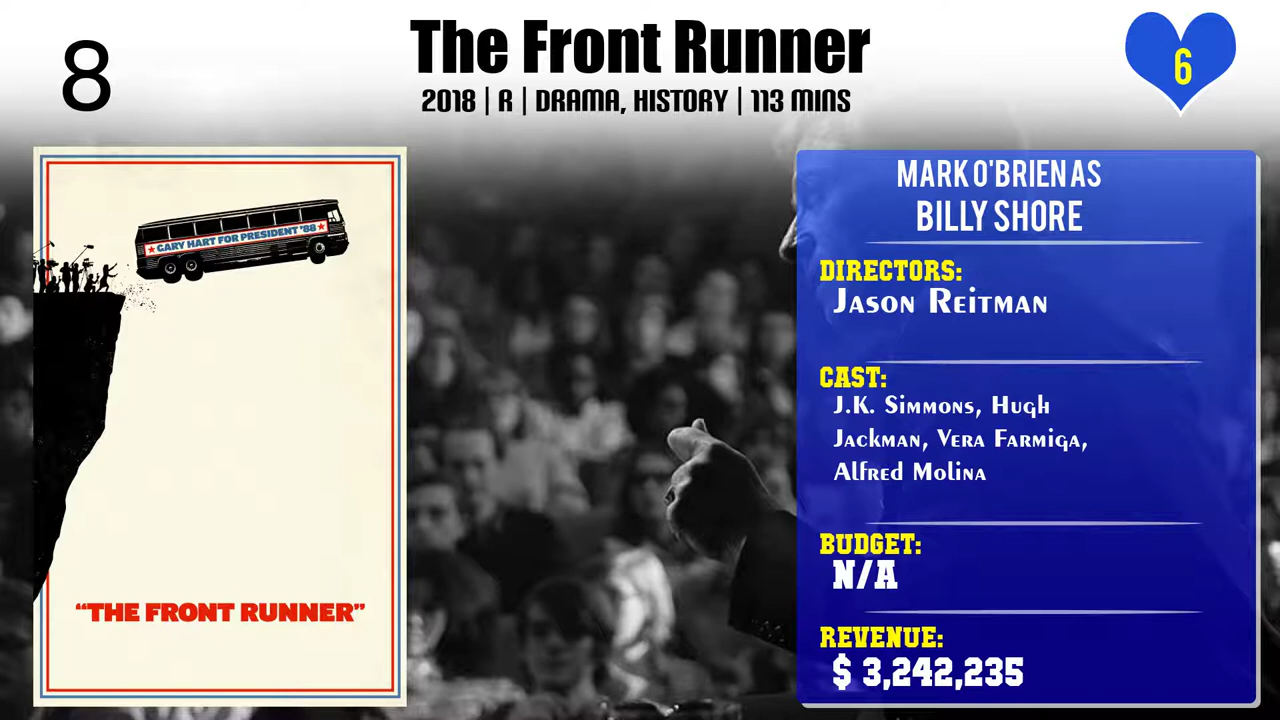 8
The Front Runner
2018 | R | DRAMA, HISTORY | 113 MINS
6
GARY HART FOR PRESIDENT '88
"THE FRONT RUNNER"
MARK O'BRIEN AS
BILLY SHORE
DIRECTORS:
Jason Reitman
CAST:
J.K. Simmons, Hugh
Jackman, Vera Farmiga,
Alfred Molina
BUDGET:
N/A
REVENUE:
$ 3,242,235